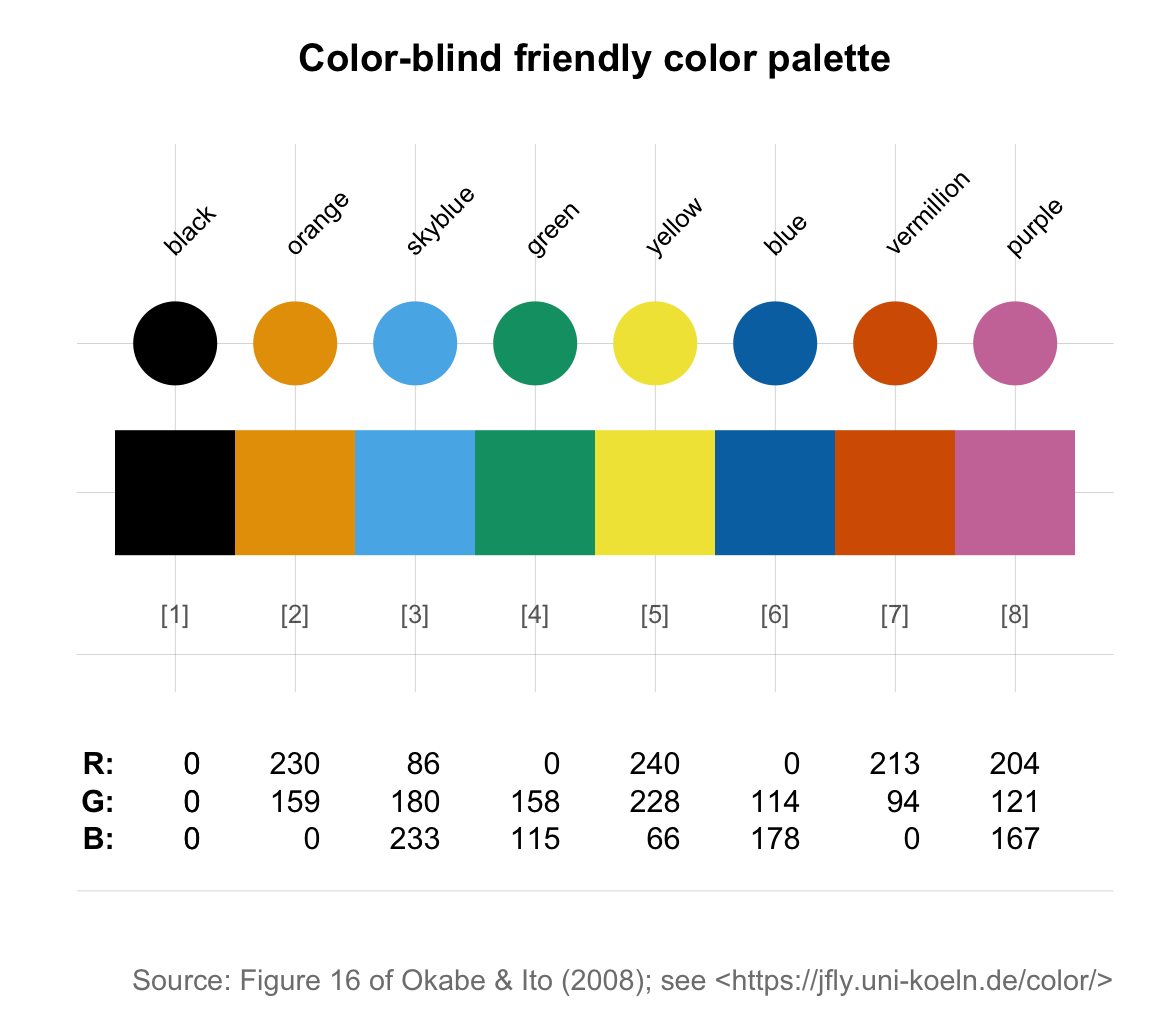 Color-blind friendly color palette
black orange skyblue green yellow blue vermillion purple
[1] [2] [3] [4] [5] [6] [7] [8]
R: 0 230 86 0 240 0 213 204
G: 0 159 180 158 228 114 94 121
B: 0 0 233 115 66 178 0 167
Source: Figure 16 of Okabe & Ito (2008); see <https://jfly.uni-koeln.de/color/>